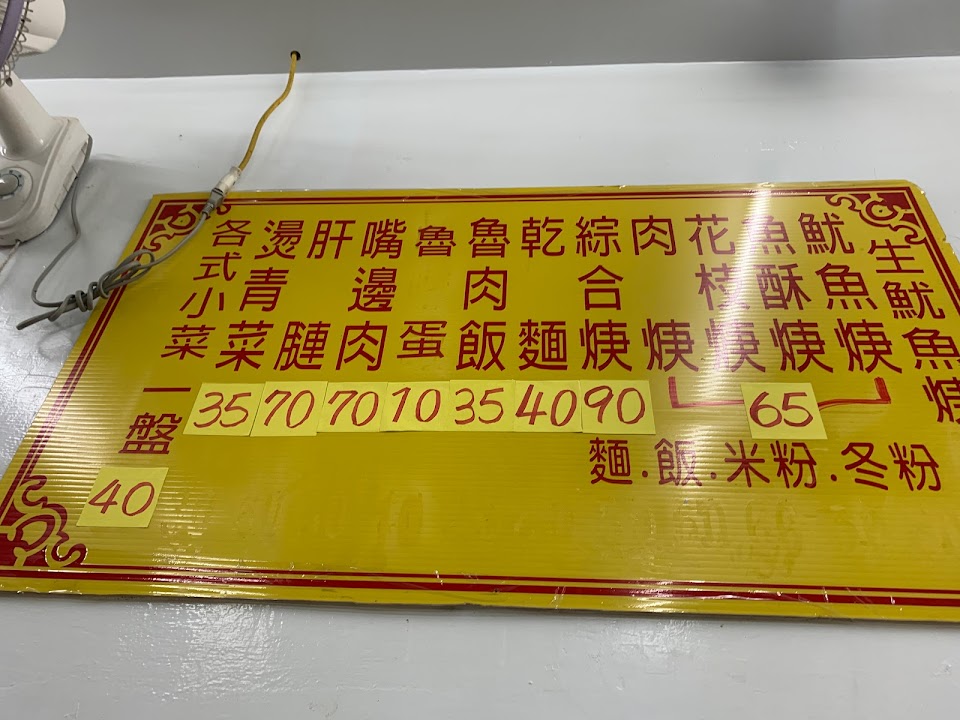 生魷魚焿
魷魚焿
魚酥焿
花枝焿
肉焿
65
麵.飯.米粉.冬粉
綜合焿
90
乾麵
40
魯肉飯
35
魯蛋
10
嘴邊肉
70
肝
70
燙青菜
35
各式小菜一盤
40